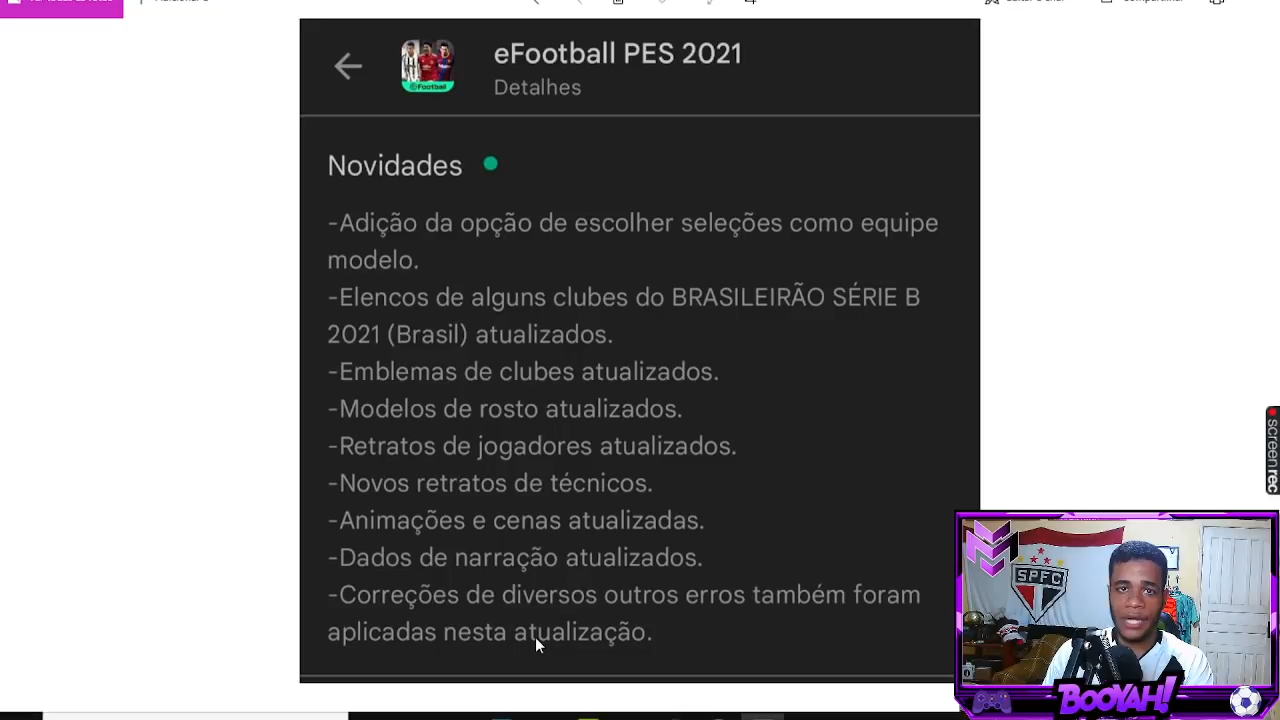 eFootball PES 2021
Detalhes
Novidades
-Adição da opção de escolher seleções como equipe
modelo.
-Elencos de alguns clubes do BRASILEIRÃO SÉRIE B
2021 (Brasil) atualizados.
-Emblemas de clubes atualizados.
-Modelos de rosto atualizados.
-Retratos de jogadores atualizados.
-Novos retratos de técnicos.
-Animações e cenas atualizadas.
-Dados de narração atualizados.
-Correções de diversos outros erros também foram
aplicadas nesta atualização.
eFootball
screenrec
SPFC
BOOYAH!